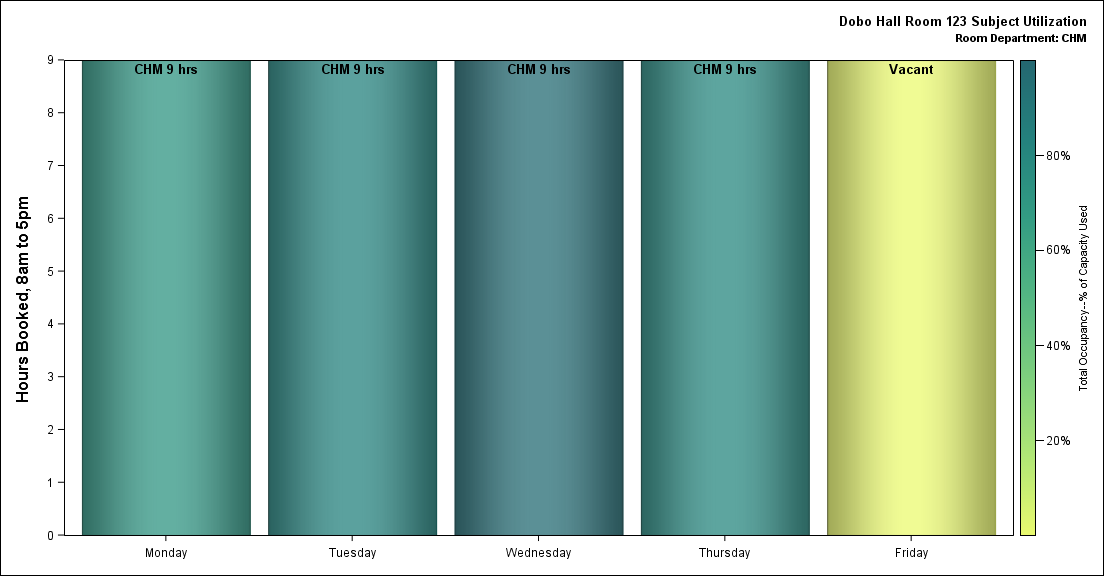 Dobo Hall Room 123 Subject Utilization
Room Department: CHM
Hours Booked, 8am to 5pm
9
8
7
6
5
4
3
2
1
0
CHM 9 hrs
CHM 9 hrs
CHM 9 hrs
CHM 9 hrs
Vacant
Monday
Tuesday
Wednesday
Thursday
Friday
80%
60%
40%
20%
Total Occupancy--% of Capacity Used